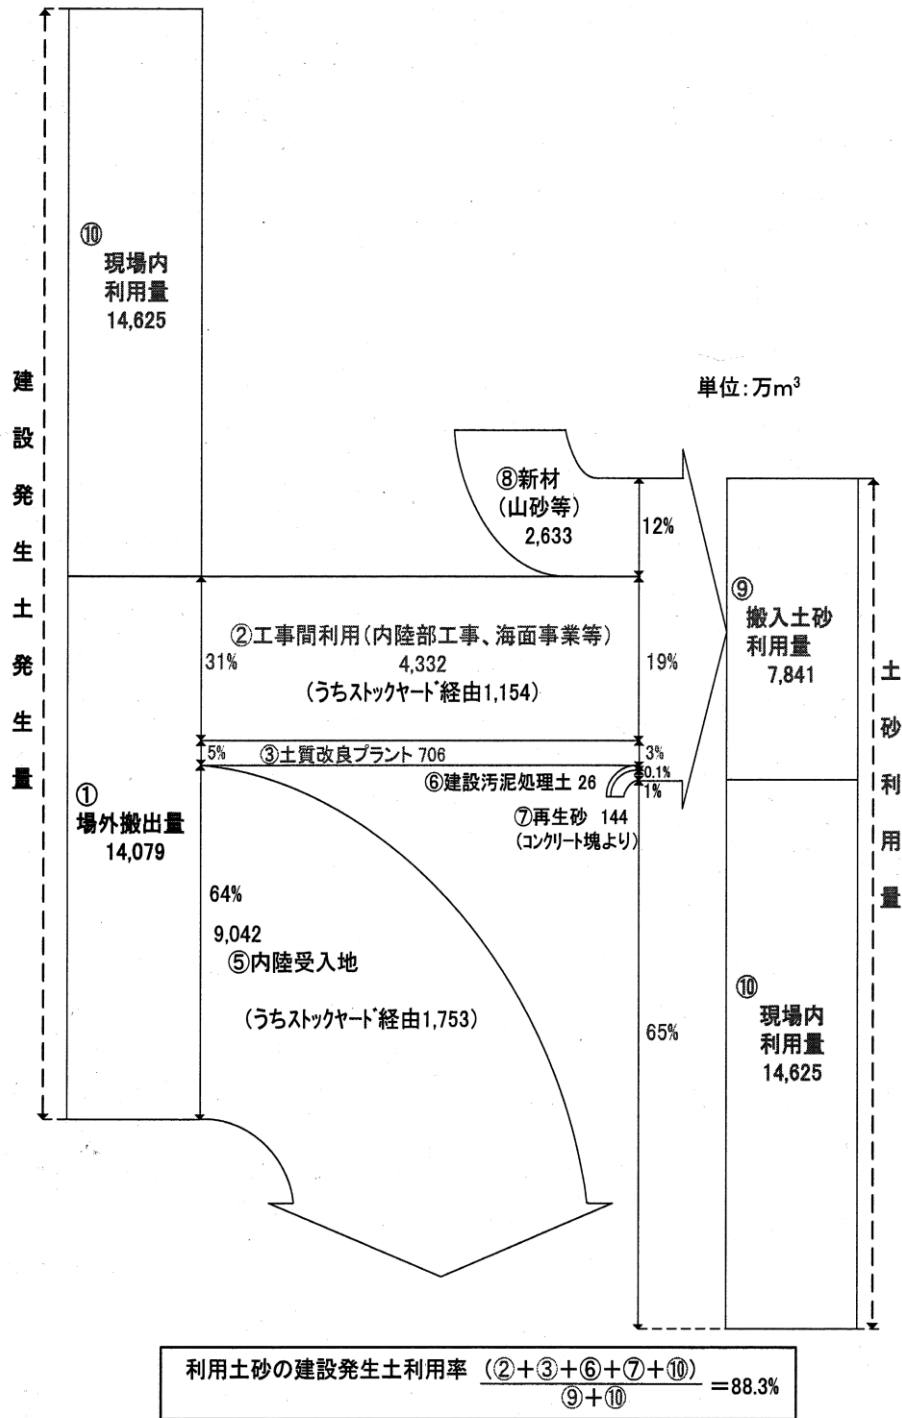 ⑩
現場内
利用量
14,625
建設発生土発生量
単位：万m³
⑧新材
(山砂等)
2,633
12%
⑨
搬入土砂
利用量
7,841
②工事間利用(内陸部工事、海面事業等)
31%
4,332
19%
(うちストックヤード経由1,154)
土砂利用量
5%
③土質改良プラント 706
3%
⑥建設汚泥処理土 26
0.1%
1%
①
場外搬出量
14,079
⑦再生砂 144
(コンクリート塊より)
64%
9,042
⑤内陸受入地
(うちストックヤード経由1,753)
65%
⑩
現場内
利用量
14,625
利用土砂の建設発生土利用率 (②+③+⑥+⑦+⑩)
⑨+⑩
=88.3%